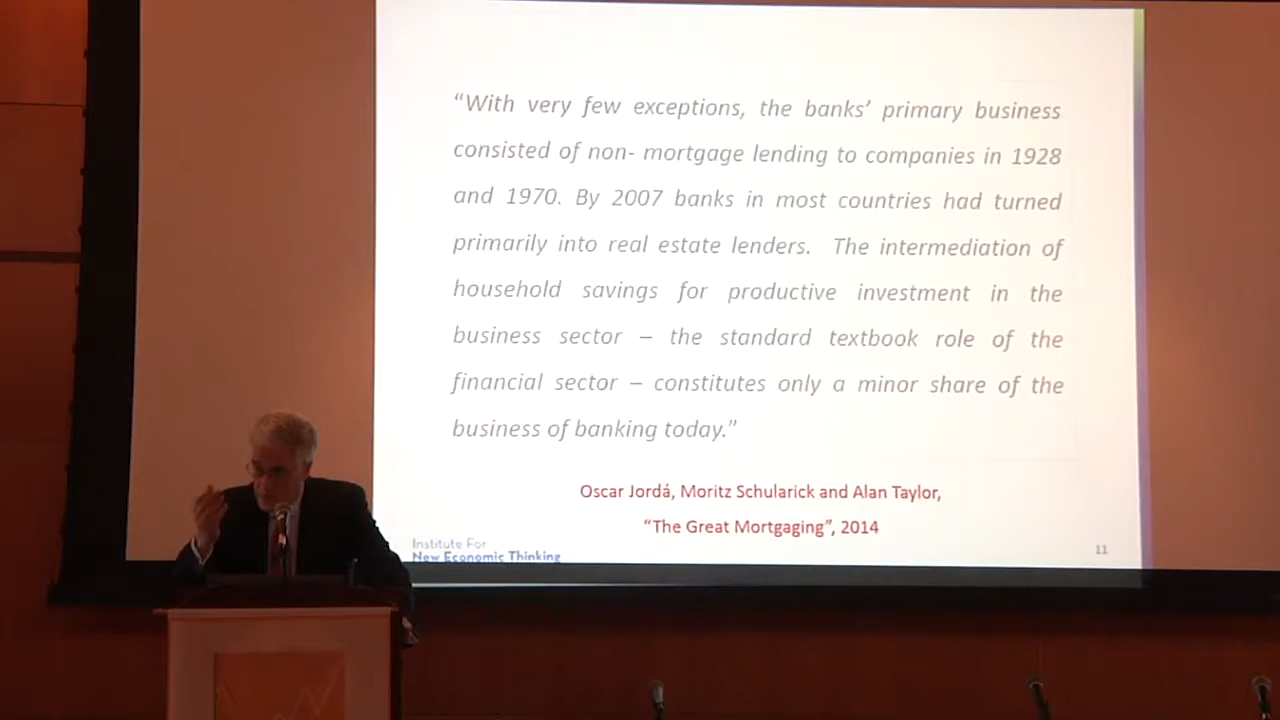 “With very few exceptions, the banks’ primary business
consisted of non- mortgage lending to companies in 1928
and 1970. By 2007 banks in most countries had turned
primarily into real estate lenders. The intermediation of
household savings for productive investment in the
business sector – the standard textbook role of the
financial sector – constitutes only a minor share of the
business of banking today.”
Oscar Jordá, Moritz Schularick and Alan Taylor,
“The Great Mortgaging”, 2014
Institute For
New Economic Thinking
11